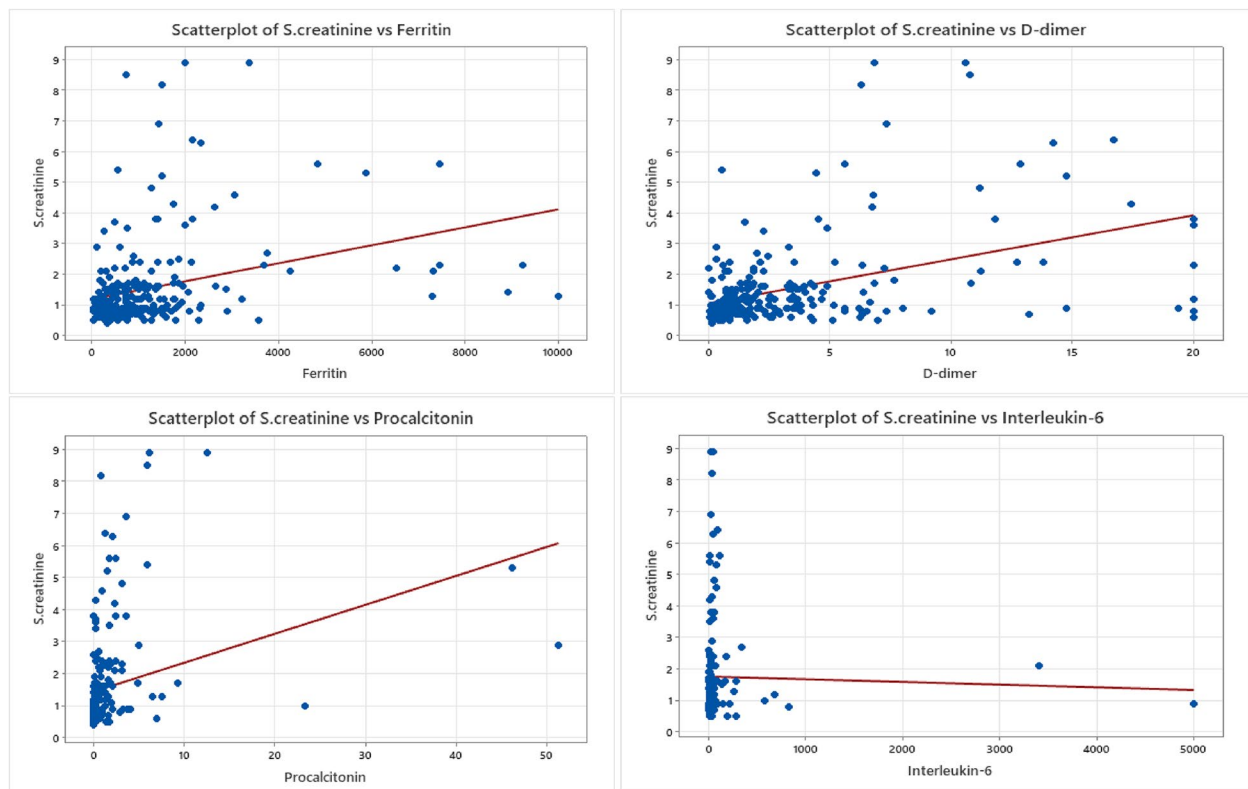 Scatterplot of S.creatinine vs Ferritin
S.creatinine
9
8
7
6
5
4
3
2
1
0
0 2000 4000 6000 8000 10000
Ferritin
Scatterplot of S.creatinine vs D-dimer
S.creatinine
9
8
7
6
5
4
3
2
1
0
0 5 10 15 20
D-dimer
Scatterplot of S.creatinine vs Procalcitonin
S.creatinine
9
8
7
6
5
4
3
2
1
0
0 10 20 30 40 50
Procalcitonin
Scatterplot of S.creatinine vs Interleukin-6
S.creatinine
9
8
7
6
5
4
3
2
1
0
0 1000 2000 3000 4000 5000
Interleukin-6